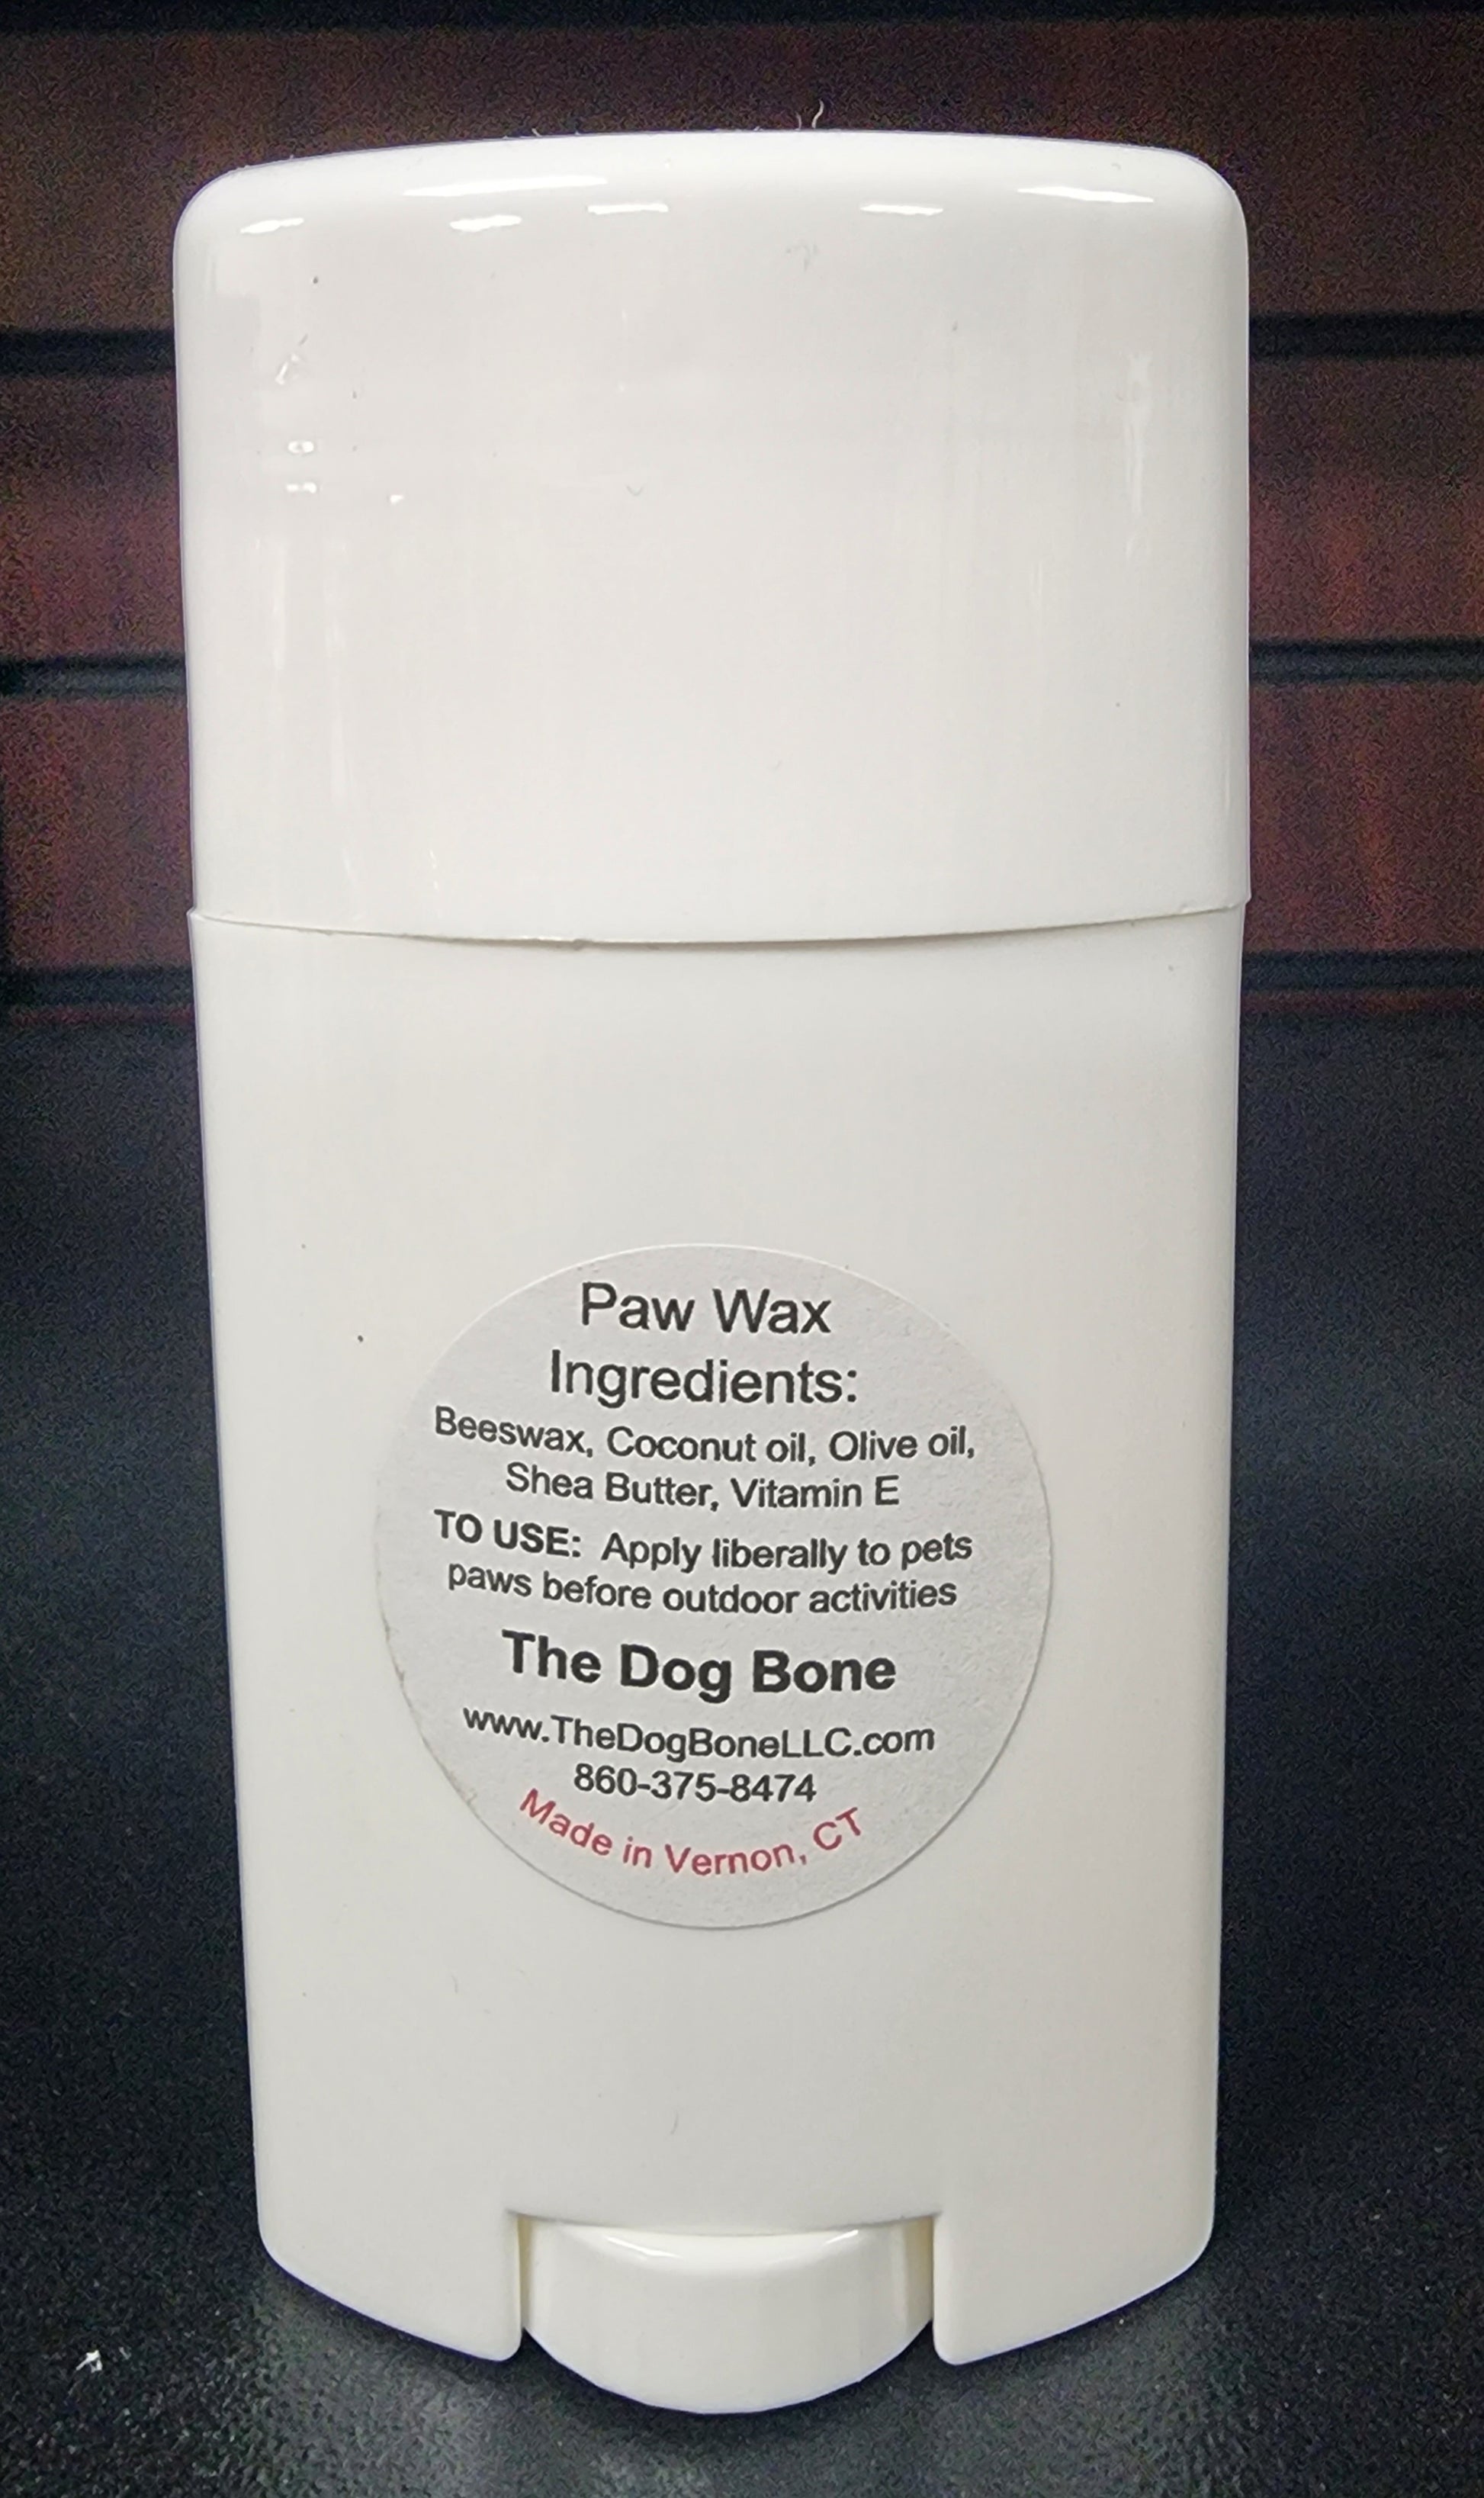 Paw Wax
Ingredients:
Beeswax, Coconut oil, Olive oil,
Shea Butter, Vitamin E
TO USE: Apply liberally to pets
paws before outdoor activities
The Dog Bone
www.TheDogBoneLLC.com
860-375-8474
Made in Vernon, CT